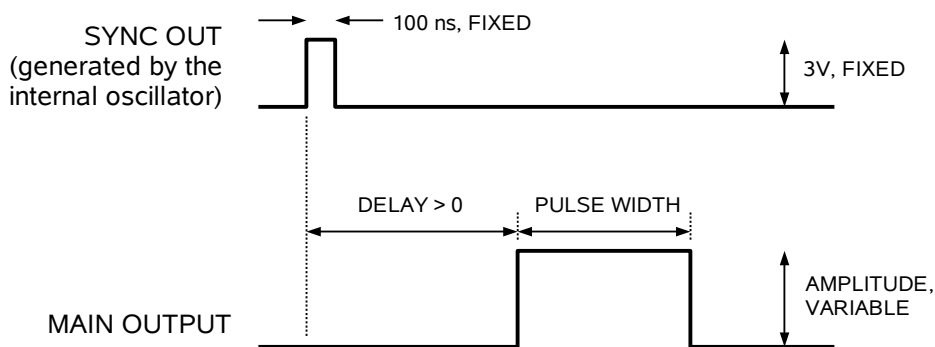 SYNC OUT
(generated by the
internal oscillator)
100 ns, FIXED
3V, FIXED
DELAY > 0
PULSE WIDTH
MAIN OUTPUT
AMPLITUDE,
VARIABLE